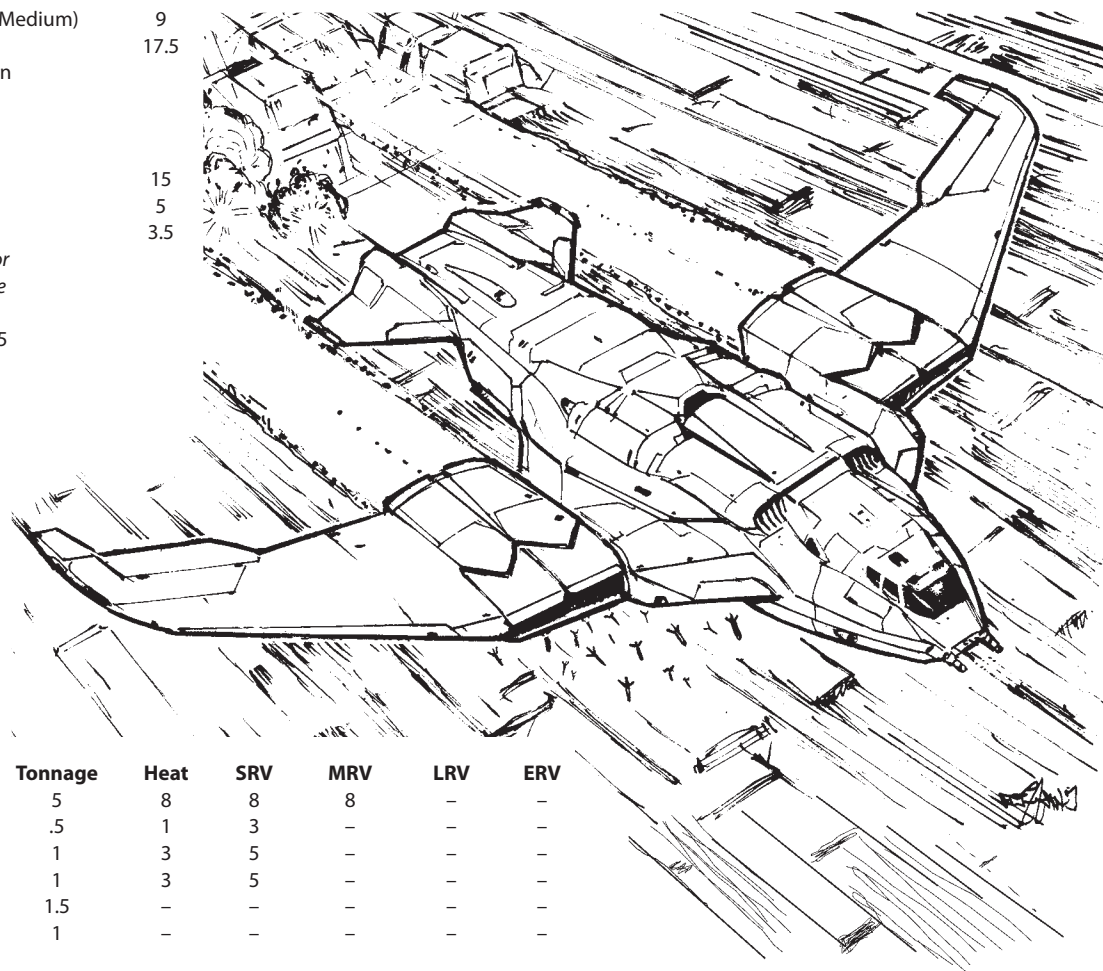 Medium) 9
17.5
n
15
5
3.5
or
e
5
Tonnage Heat SRV MRV LRV ERV
5 8 8 8 – –
.5 1 3 – – –
1 3 5 – – –
1 3 5 – – –
1.5 – – – – –
1 – – – – –